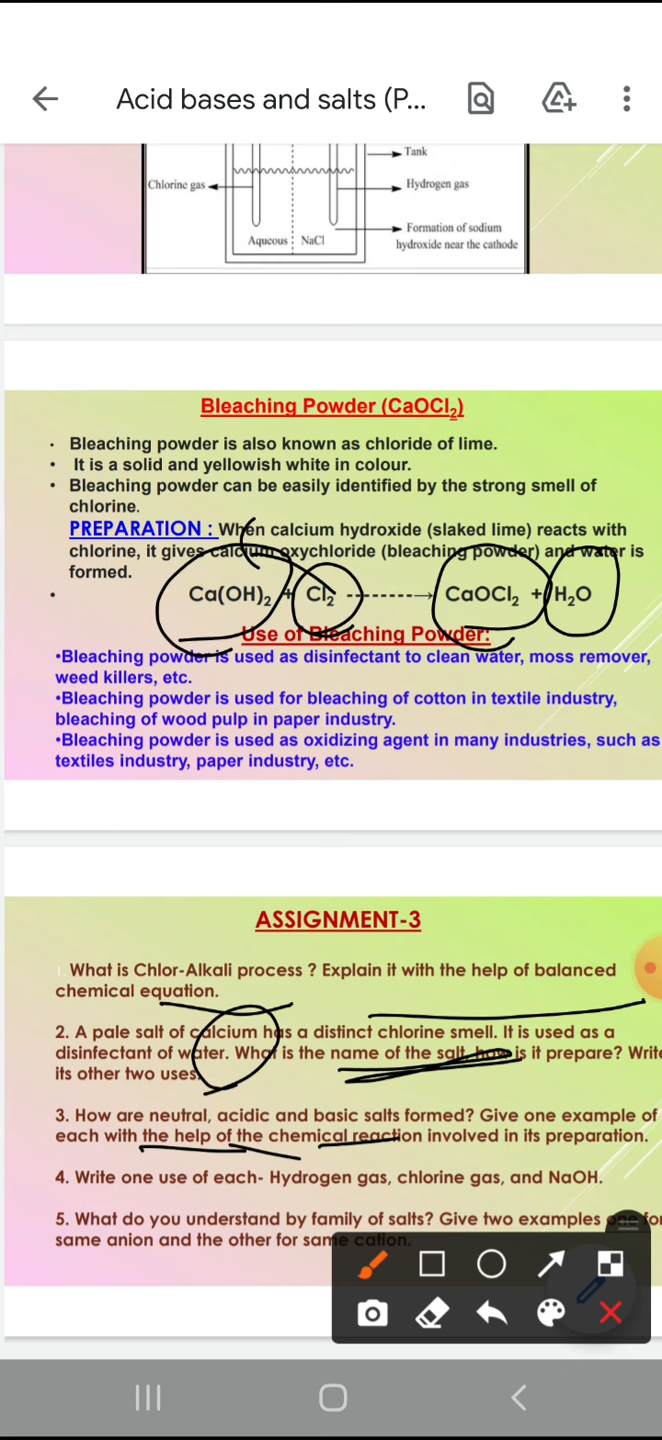 Acid bases and salts (P...
Tank
Chlorine gas
Hydrogen gas
Formation of sodium
Aqueous NaCl
hydroxide near the cathode
Bleaching Powder (CaOCl₂)
• Bleaching powder is also known as chloride of lime.
• It is a solid and yellowish white in colour.
• Bleaching powder can be easily identified by the strong smell of
chlorine.
PREPARATION : When calcium hydroxide (slaked lime) reacts with
chlorine, it gives calcium oxychloride (bleaching powder) and water is
formed.
• Ca(OH)₂ + Cl₂ --------→ CaOCl₂ + H₂O
Use of Bleaching Powder:
•Bleaching powder is used as disinfectant to clean water, moss remover,
weed killers, etc.
•Bleaching powder is used for bleaching of cotton in textile industry,
bleaching of wood pulp in paper industry.
•Bleaching powder is used as oxidizing agent in many industries, such as
textiles industry, paper industry, etc.
ASSIGNMENT-3
1. What is Chlor-Alkali process ? Explain it with the help of balanced
chemical equation.
2. A pale salt of calcium has a distinct chlorine smell. It is used as a
disinfectant of water. What is the name of the salt, how is it prepare? Write
its other two uses.
3. How are neutral, acidic and basic salts formed? Give one example of
each with the help of the chemical reaction involved in its preparation.
4. Write one use of each- Hydrogen gas, chlorine gas, and NaOH.
5. What do you understand by family of salts? Give two examples one for
same anion and the other for same cation.